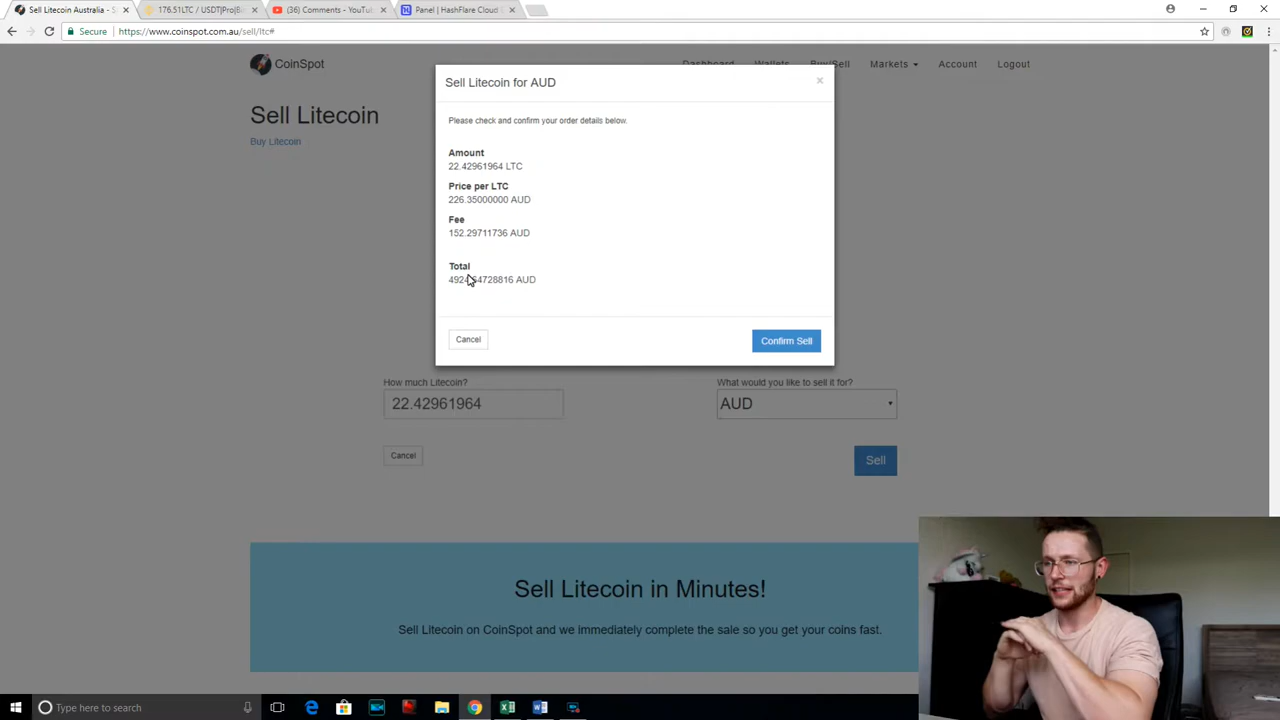 Sell Litecoin Australia - S
176.51LTC / USDT|Pro|Bi
(36) Comments - YouTu
Panel | HashFlare Cloud
Secure
https://www.coinspot.com.au/sell/ltc#
CoinSpot
Dashboard
Wallets
Buy/Sell
Markets
Account
Logout
Sell Litecoin
Buy Litecoin
Sell Litecoin for AUD
×
Please check and confirm your order details below.
Amount
22.42961964 LTC
Price per LTC
226.35000000 AUD
Fee
152.29711736 AUD
Total
AUD
Cancel
Confirm Sell
How much Litecoin?
22.42961964
What would you like to sell it for?
AUD
Cancel
Sell
Sell Litecoin in Minutes!
Sell Litecoin on CoinSpot and we immediately complete the sale so you get your coins fast.
Type here to search